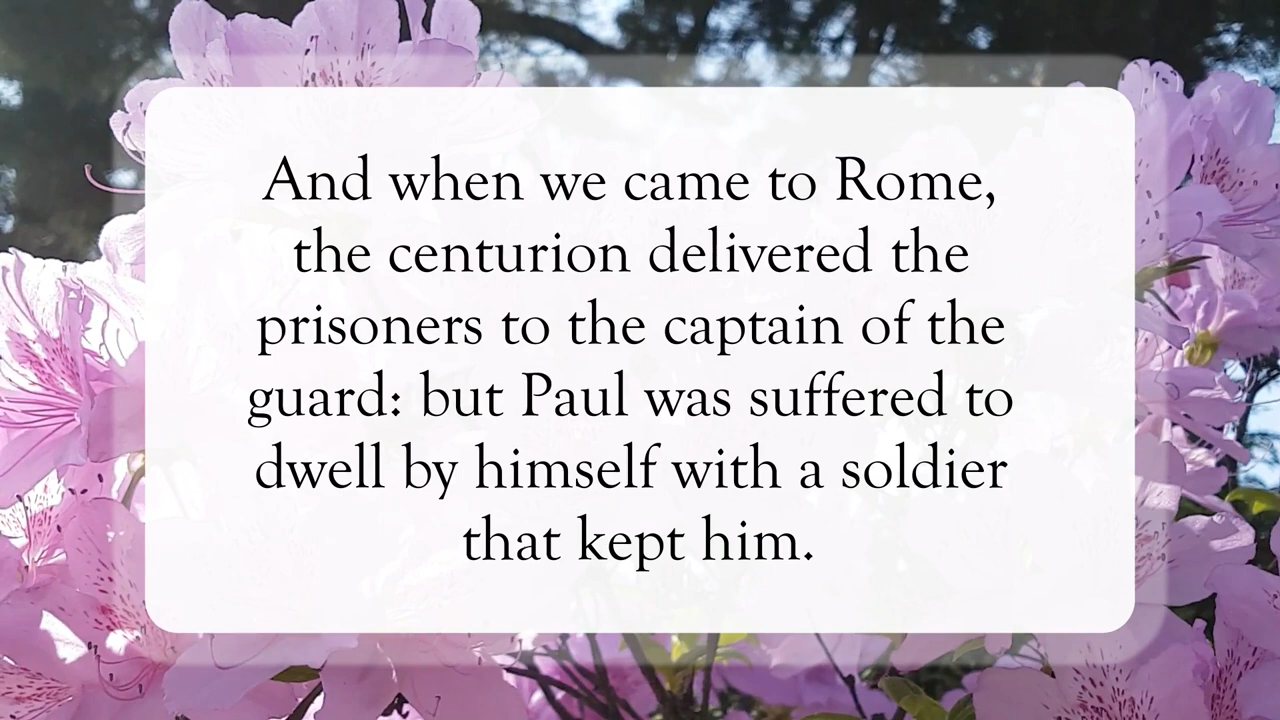 And when we came to Rome,
the centurion delivered the
prisoners to the captain of the
guard: but Paul was suffered to
dwell by himself with a soldier
that kept him.